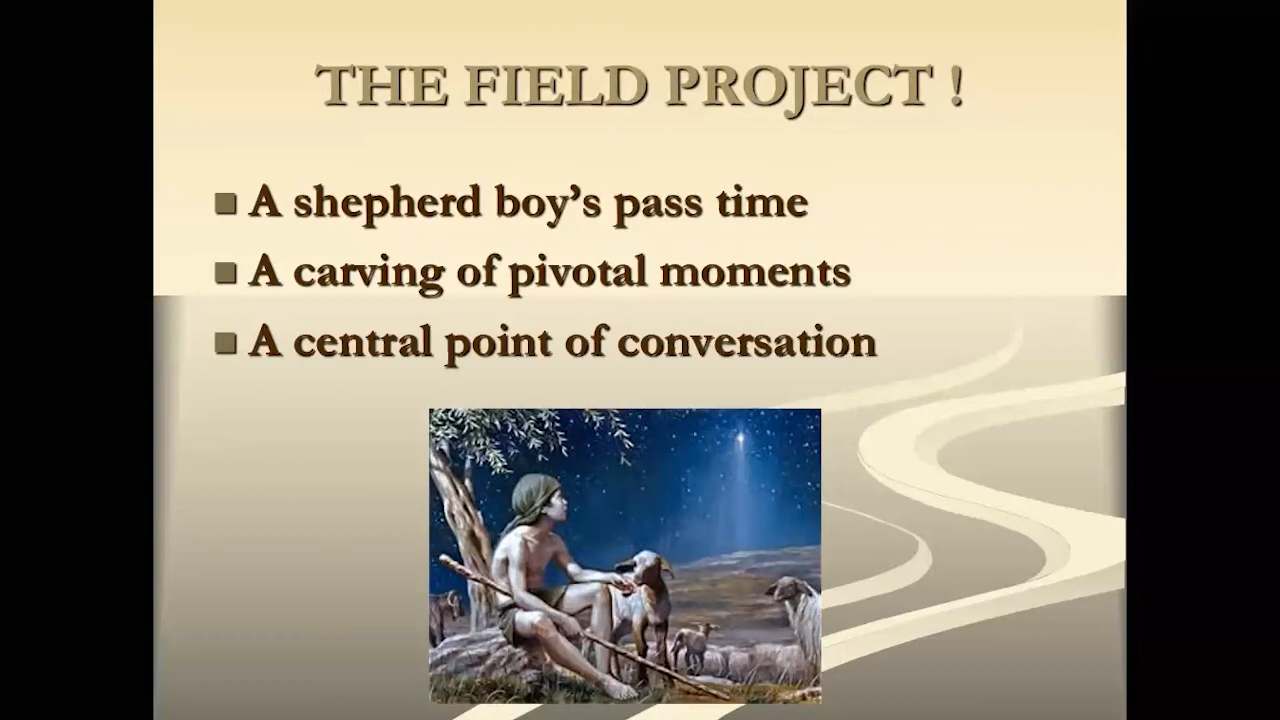 THE FIELD PROJECT !
A shepherd boy’s pass time
A carving of pivotal moments
A central point of conversation